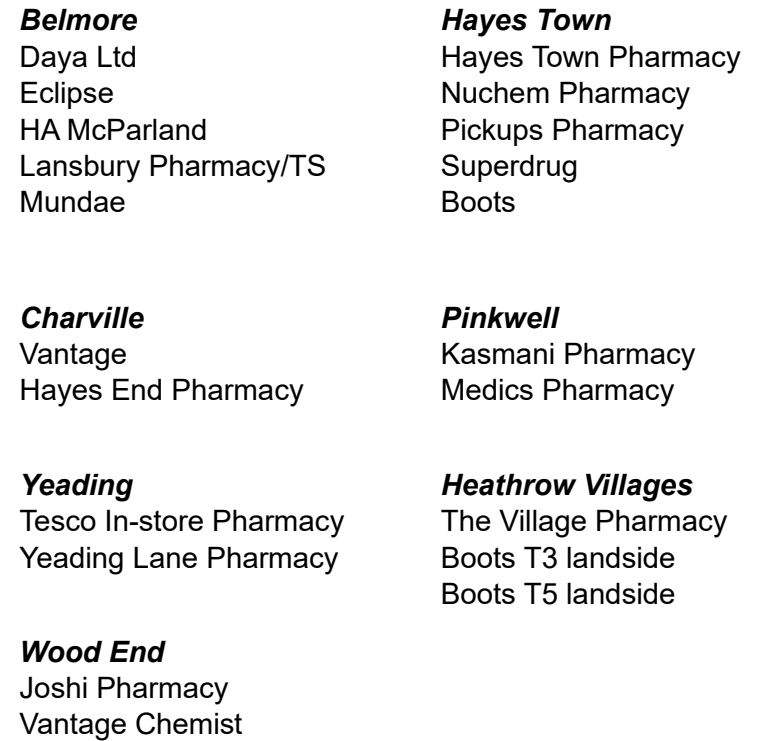 Belmore
Daya Ltd
Eclipse
HA McParland
Lansbury Pharmacy/TS
Mundae
Hayes Town
Hayes Town Pharmacy
Nuchem Pharmacy
Pickups Pharmacy
Superdrug
Boots
Charville
Vantage
Hayes End Pharmacy
Pinkwell
Kasmani Pharmacy
Medics Pharmacy
Yeading
Tesco In-store Pharmacy
Yeading Lane Pharmacy
Heathrow Villages
The Village Pharmacy
Boots T3 landside
Boots T5 landside
Wood End
Joshi Pharmacy
Vantage Chemist